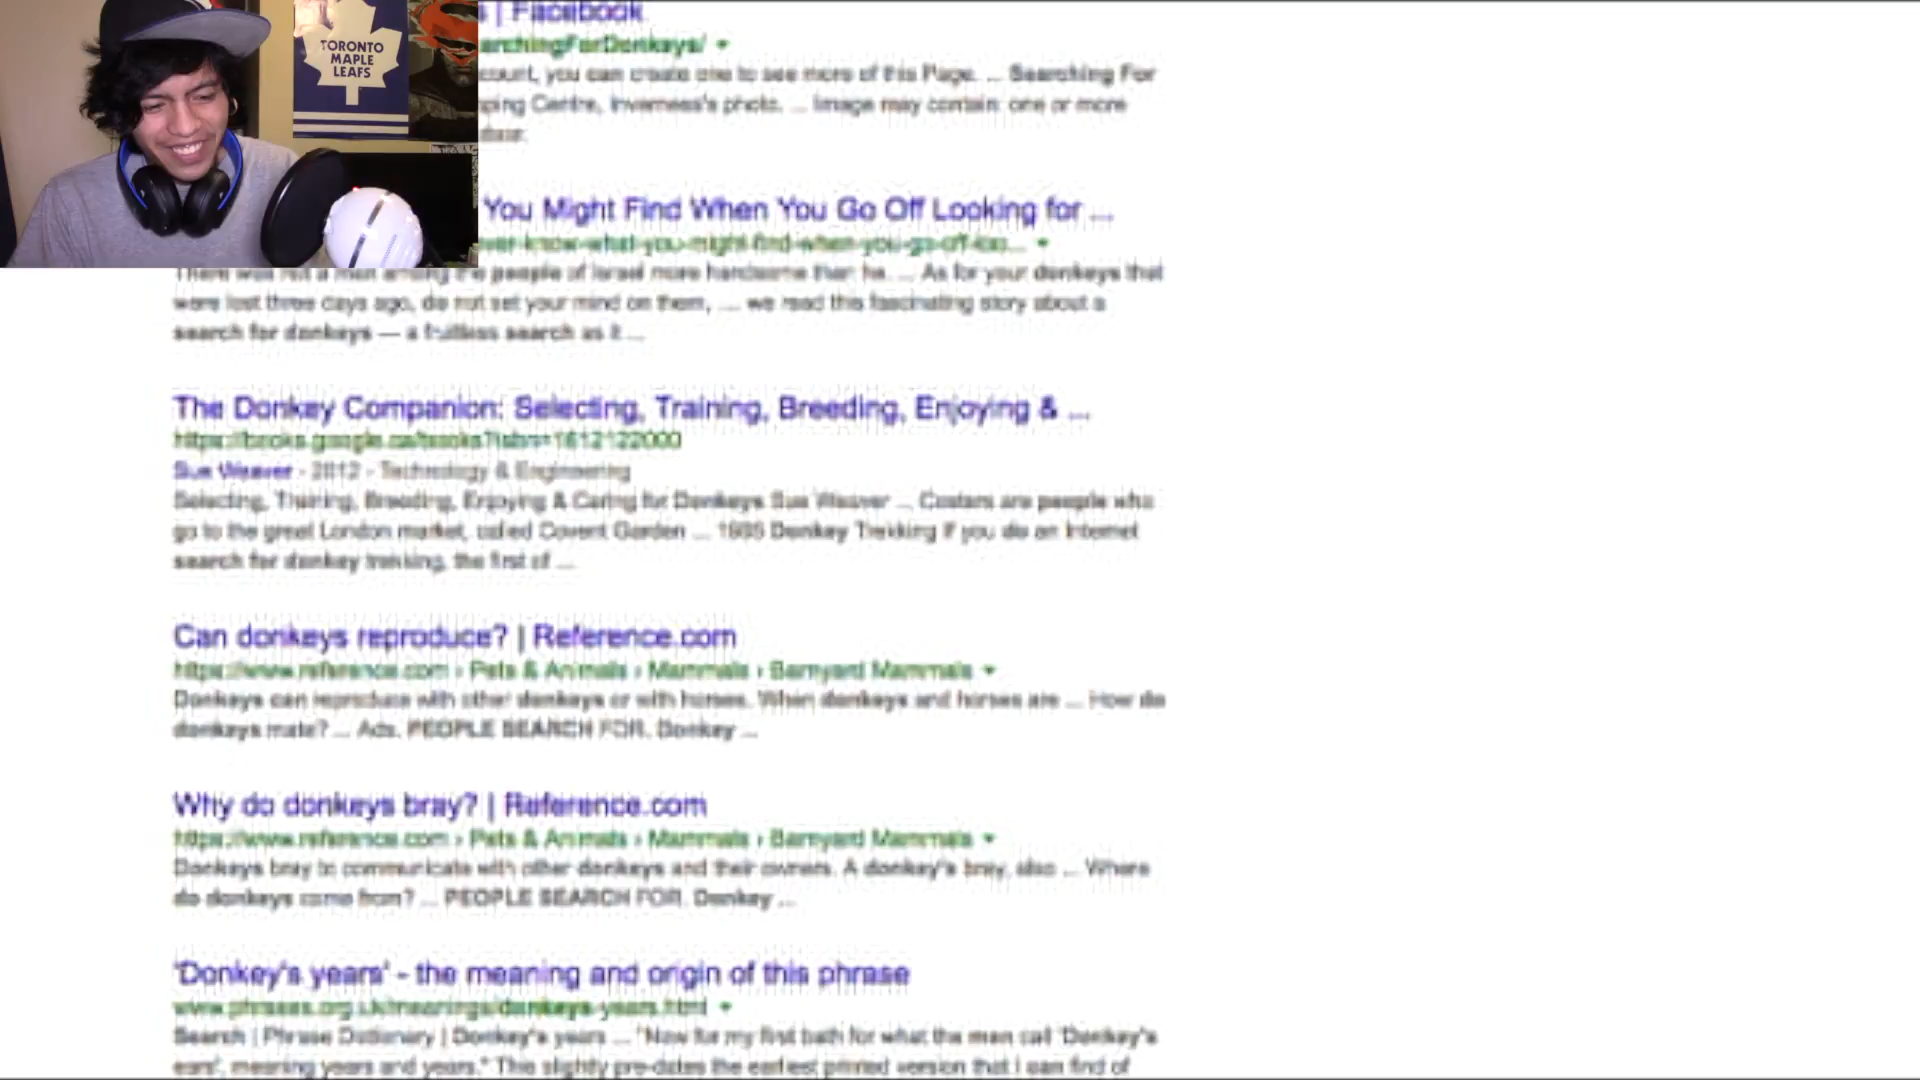 TORONTO
MAPLE
LEAFS
| Facebook
archingForDonkeys/
count, you can create one to see more of this Page. ... Searching For
ping Centre, Inverness's photo. ... Image may contain: one or more
You Might Find When You Go Off Looking for ...
ver-know-what-you-might-find-when-you-go-off-loo...
There was not a man among the people of Israel more handsome than he. ... As for your donkeys that
were lost three days ago, do not set your mind on them, ... we read this fascinating story about a
search for donkeys — a fruitless search as it ...
The Donkey Companion: Selecting, Training, Breeding, Enjoying & ...
https://books.google.ca/books?isbn=1612122000
Sue Weaver - 2012 - Technology & Engineering
Selecting, Training, Breeding, Enjoying & Caring for Donkeys Sue Weaver ... Costers are people who
go to the great London market, called Covent Garden ... Donkey Trekking If you do an Internet
search for donkey trekking, the first of ...
Can donkeys reproduce? | Reference.com
https://www.reference.com › Pets & Animals › Mammals › Barnyard Mammals
Donkeys can reproduce with other donkeys or with horses. When donkeys and horses are ... How do
donkeys mate? ... Ads. PEOPLE SEARCH FOR. Donkey ...
Why do donkeys bray? | Reference.com
https://www.reference.com › Pets & Animals › Mammals › Barnyard Mammals
Donkeys bray to communicate with other donkeys and their owners. A donkey's bray, also ... Where
do donkeys come from? ... PEOPLE SEARCH FOR. Donkey ...
'Donkey's years' - the meaning and origin of this phrase
www.phrases.org.uk/meanings/donkeys-years.html
Search | Phrase Dictionary | Donkey's years ... "Now for my first bath for what the men call 'Donkey's
ears', meaning years and years." This slightly pre-dates the earliest printed version that I can find of